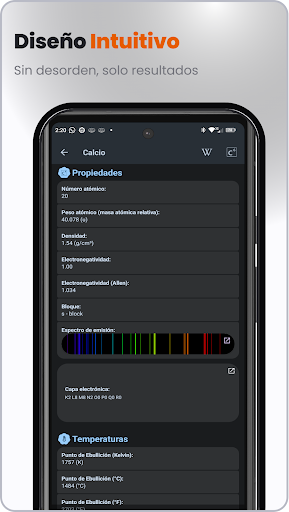 Diseño Intuitivo
Sin desorden, solo resultados
2:20
Calcio
W
Propiedades
Número atómico:
20
Peso atómico (masa atómica relativa):
40.078 (u)
Densidad:
1.54 (g/cm³)
Electronegatividad:
1.00
Electronegatividad (Allen):
1.034
Bloque:
s - block
Espectro de emisión:
Capa electrónica:
K2 L8 M8 N2 O0 P0 Q0 R0
Temperaturas
Punto de Ebullición (Kelvin):
1757 (K)
Punto de Ebullición (°C):
1484 (°C)
Punto de Ebullición (°F):
2703 (°F)